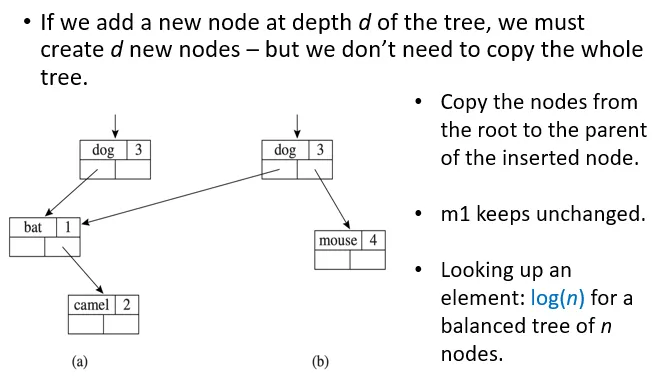 • If we add a new node at depth d of the tree, we must
create d new nodes – but we don't need to copy the whole
tree.
• Copy the nodes from
the root to the parent
of the inserted node.
• m1 keeps unchanged.
• Looking up an
element: log(n) for a
balanced tree of n
nodes.
dog 3
dog 3
bat 1
mouse 4
camel 2
(a)
(b)